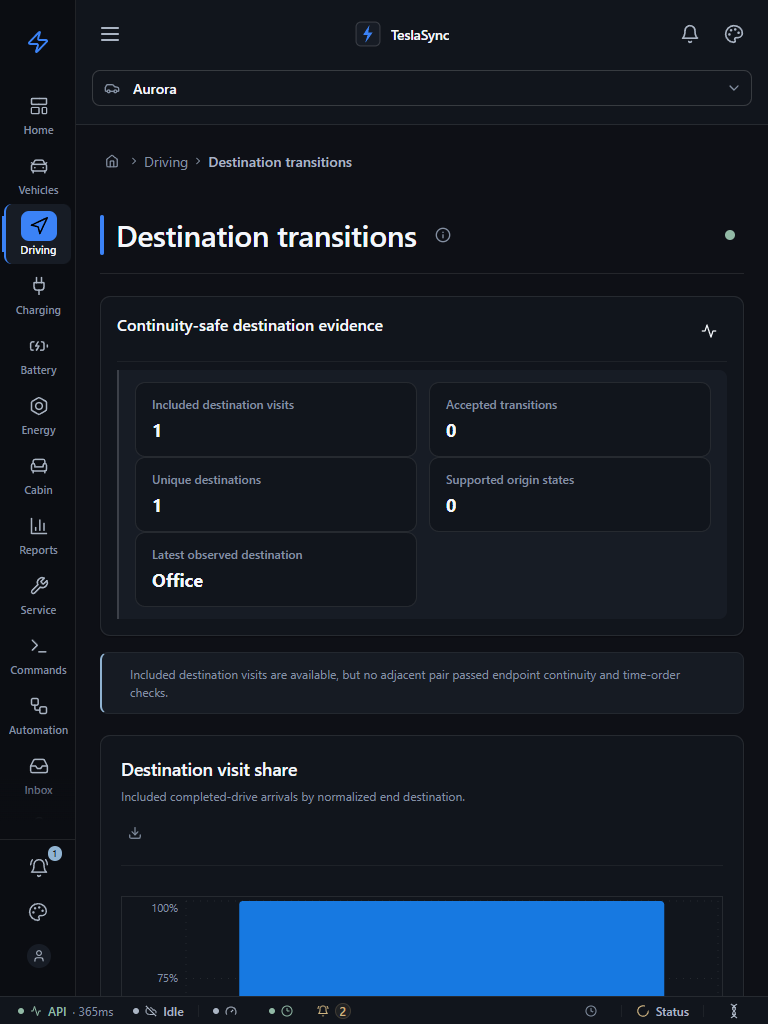 TeslaSync
Aurora
Home
Vehicles
Driving
Charging
Battery
Energy
Cabin
Reports
Service
Commands
Automation
Inbox
1
Driving
Destination transitions
Destination transitions
Continuity-safe destination evidence
Included destination visits
1
Accepted transitions
0
Unique destinations
1
Supported origin states
0
Latest observed destination
Office
Included destination visits are available, but no adjacent pair passed endpoint continuity and time-order
checks.
Destination visit share
Included completed-drive arrivals by normalized end destination.
100%
75%
API · 365ms
Idle
2
Status